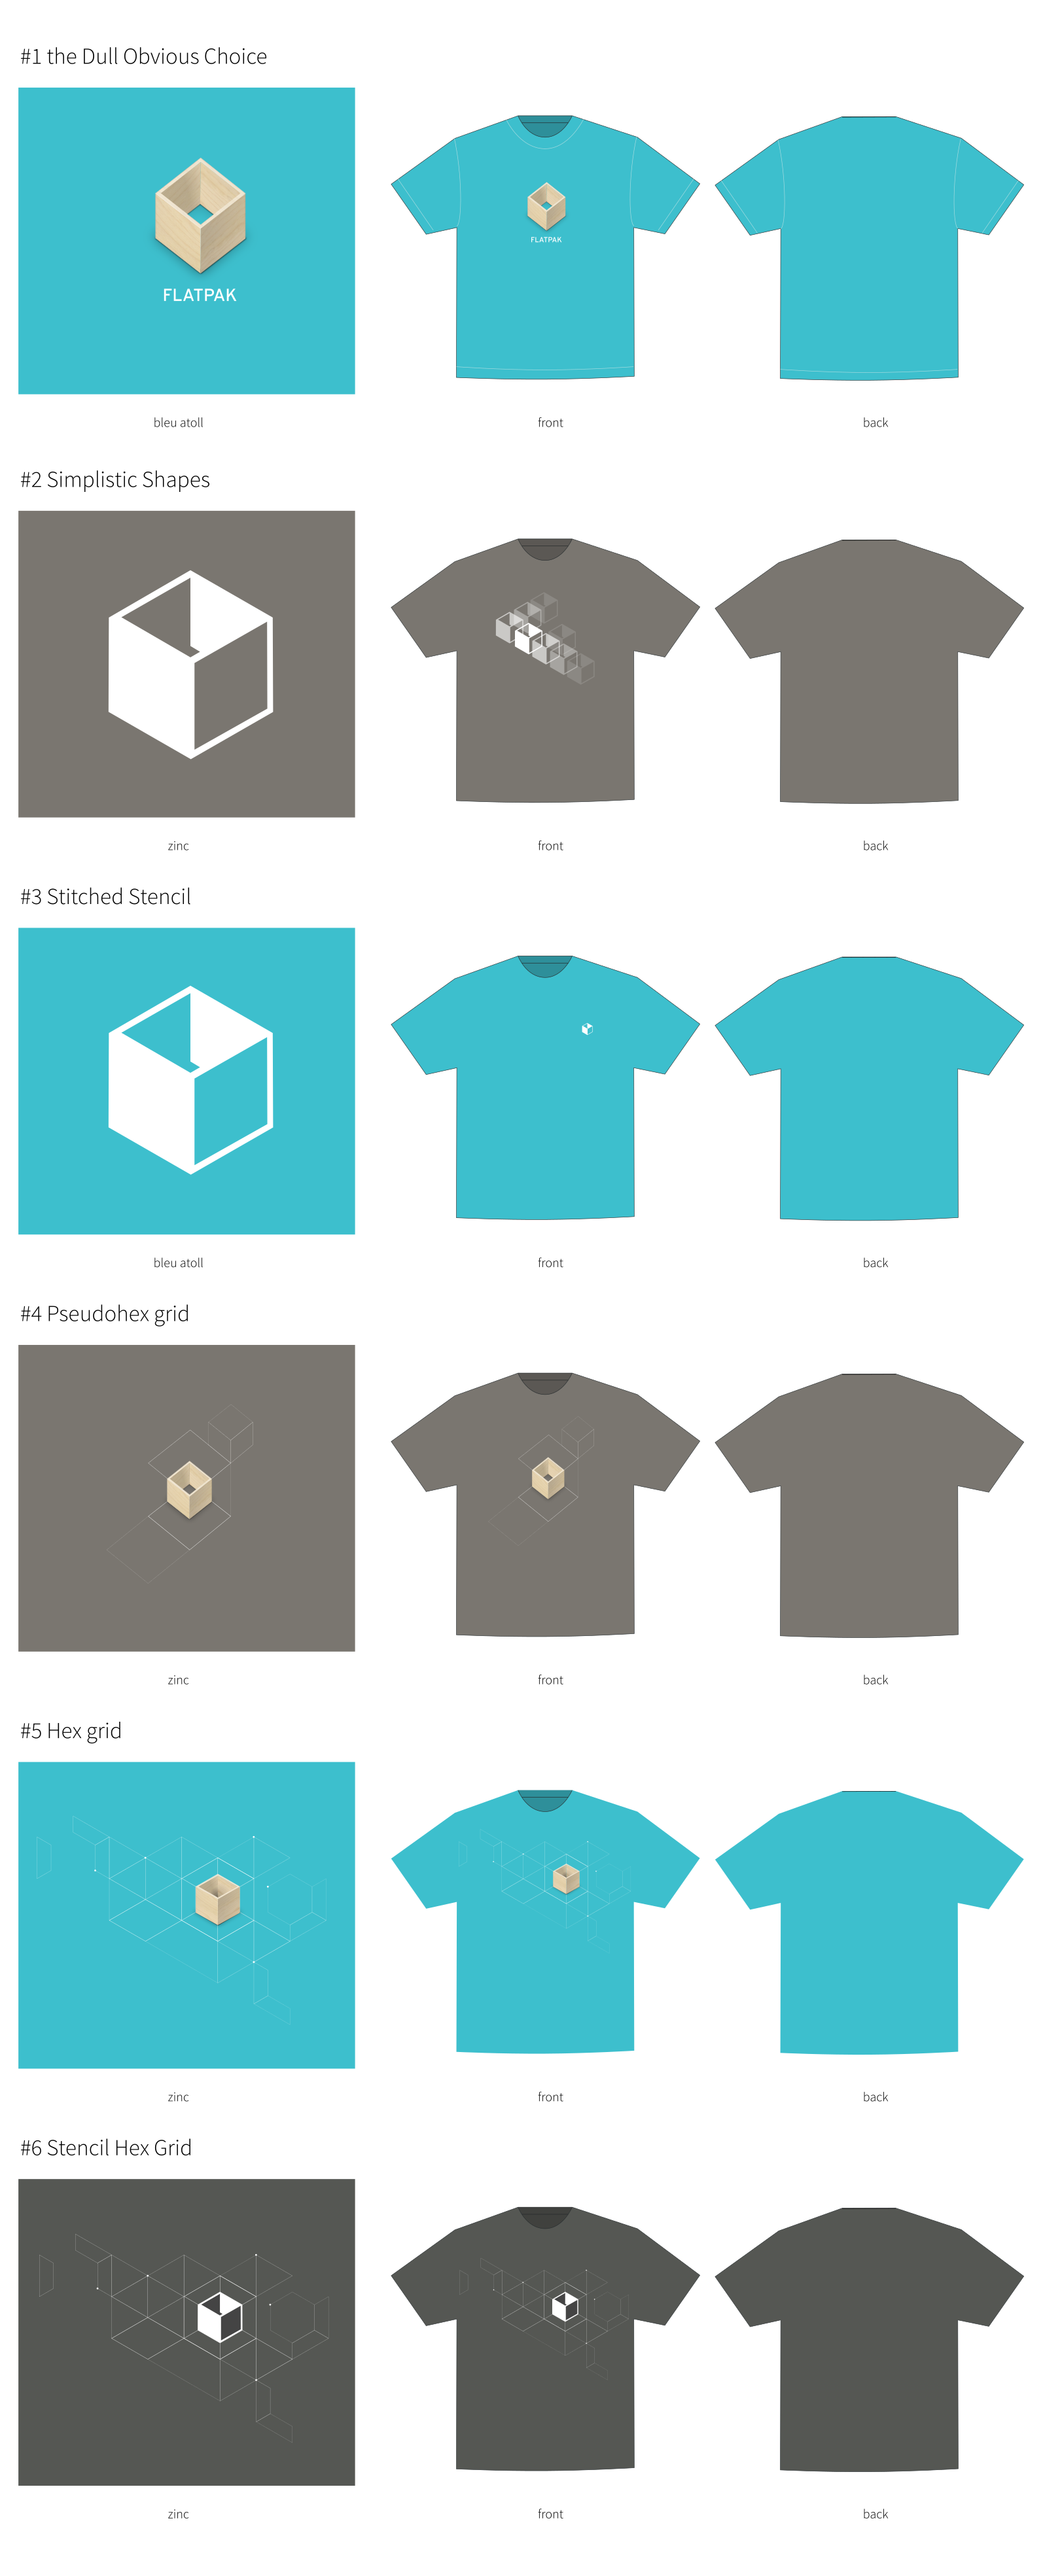 #1 the Dull Obvious Choice
FLATPAK
FLATPAK
bleu atoll
front
back
#2 Simplistic Shapes
zinc
front
back
#3 Stitched Stencil
bleu atoll
front
back
#4 Pseudohex grid
zinc
front
back
#5 Hex grid
zinc
front
back
#6 Stencil Hex Grid
zinc
front
back